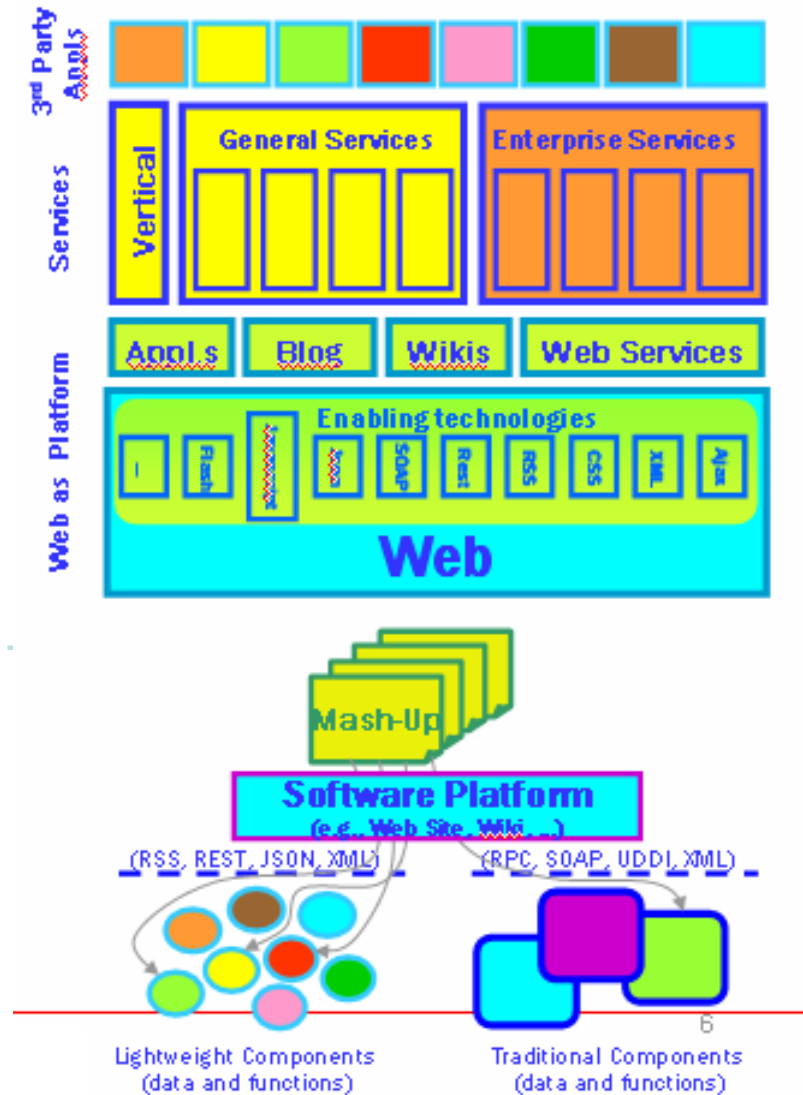 3rd Party
Appls
Services
Vertical
General Services
Enterprise Services
Web as Platform
Appl.s
Blog
Wikis
Web Services
Enabling technologies
...
Flash
SOAP
Rest
RSS
CSS
XML
Ajax
Web
Mash-Up
Software Platform
(e.g., Web Site, Wiki, ...)
(RSS, REST, JSON, XML)
(RPC, SOAP, UDDI, XML)
6
Lightweight Components
(data and functions)
Traditional Components
(data and functions)